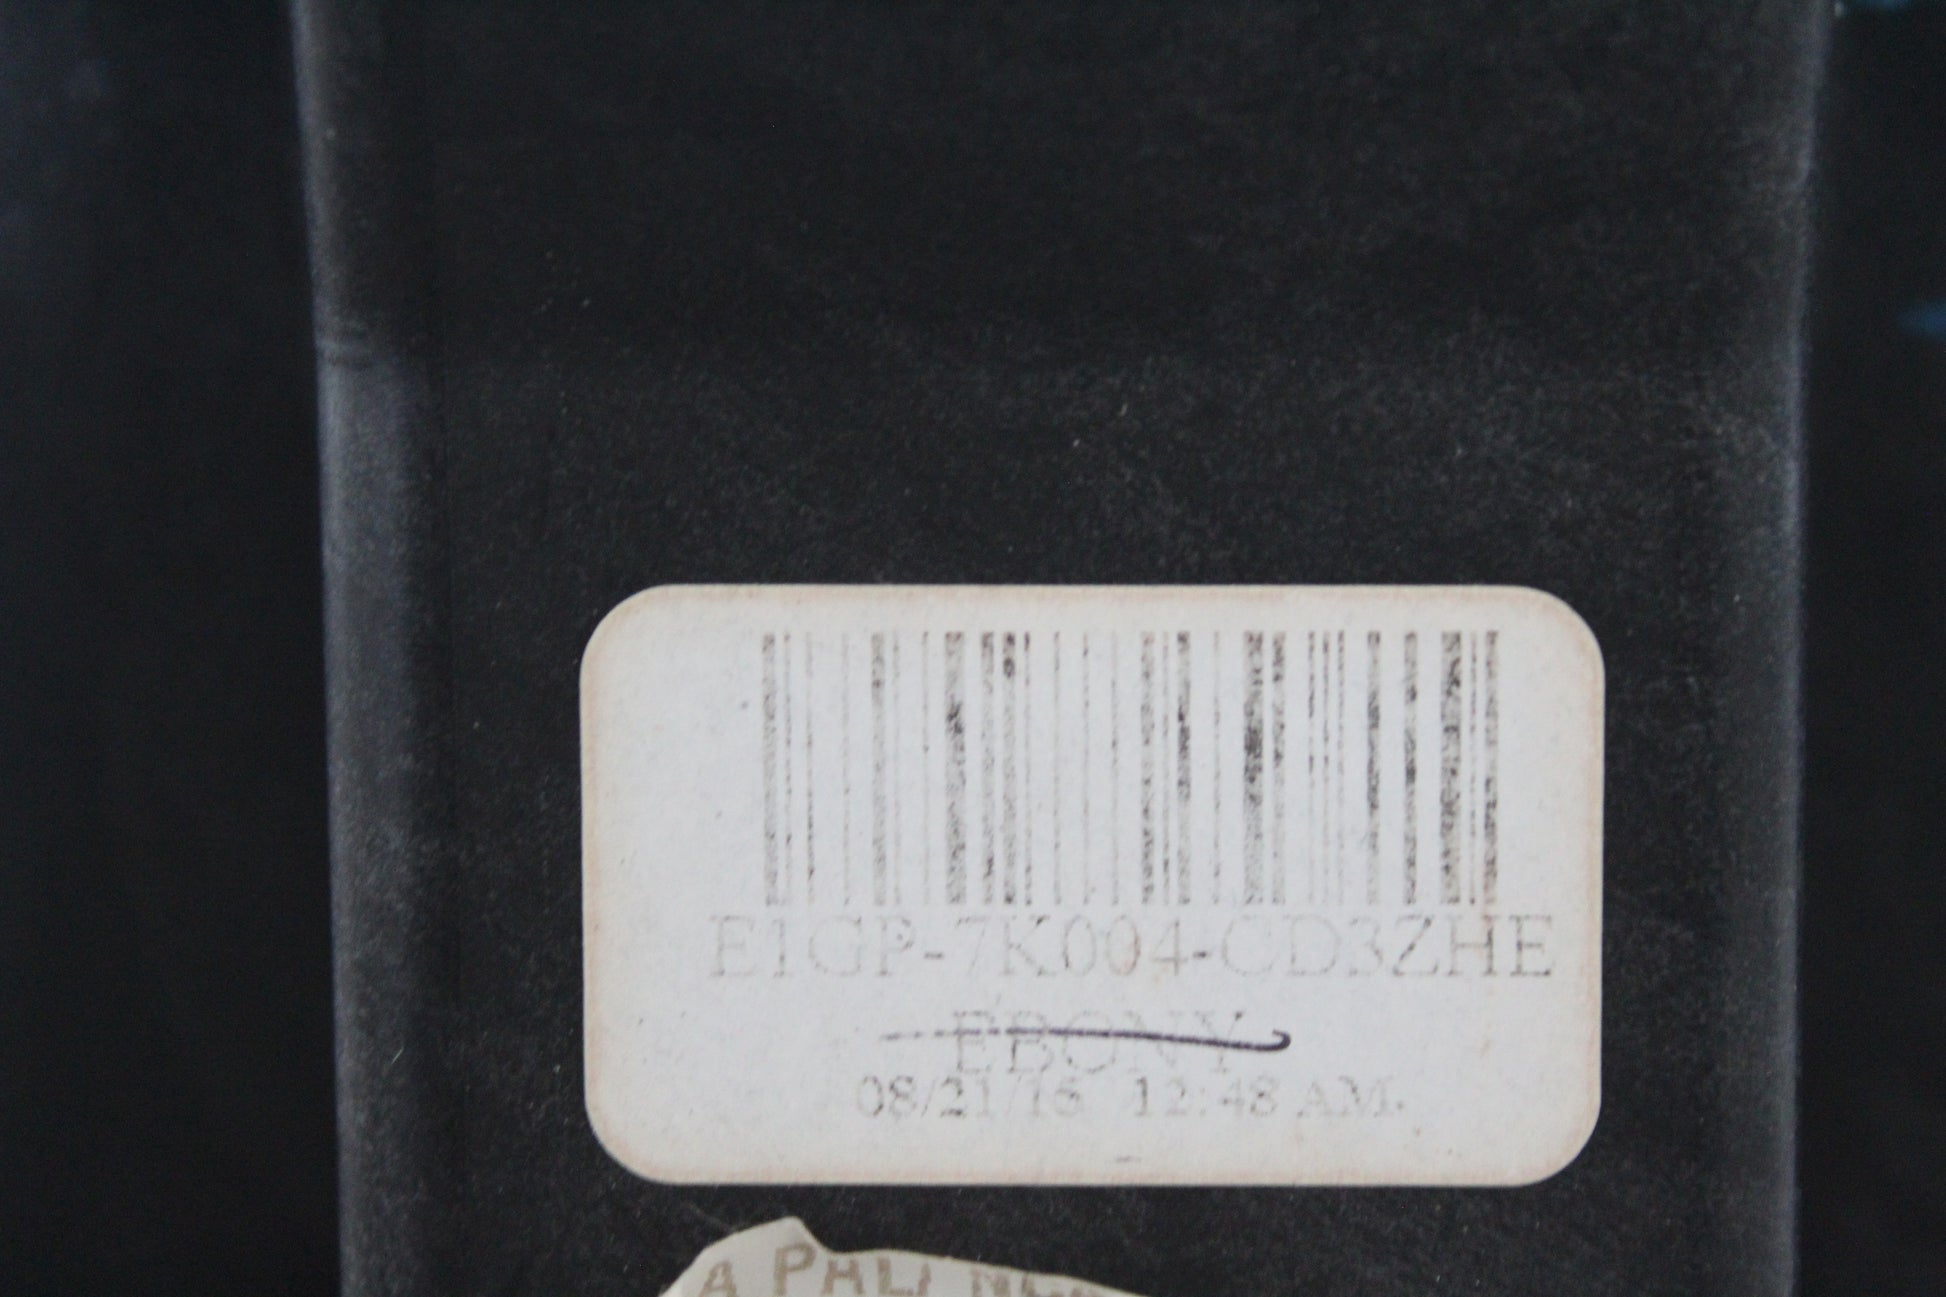 E1GP-7K004-CD3ZHE
EBONY
08/21/15 12:48 AM
A